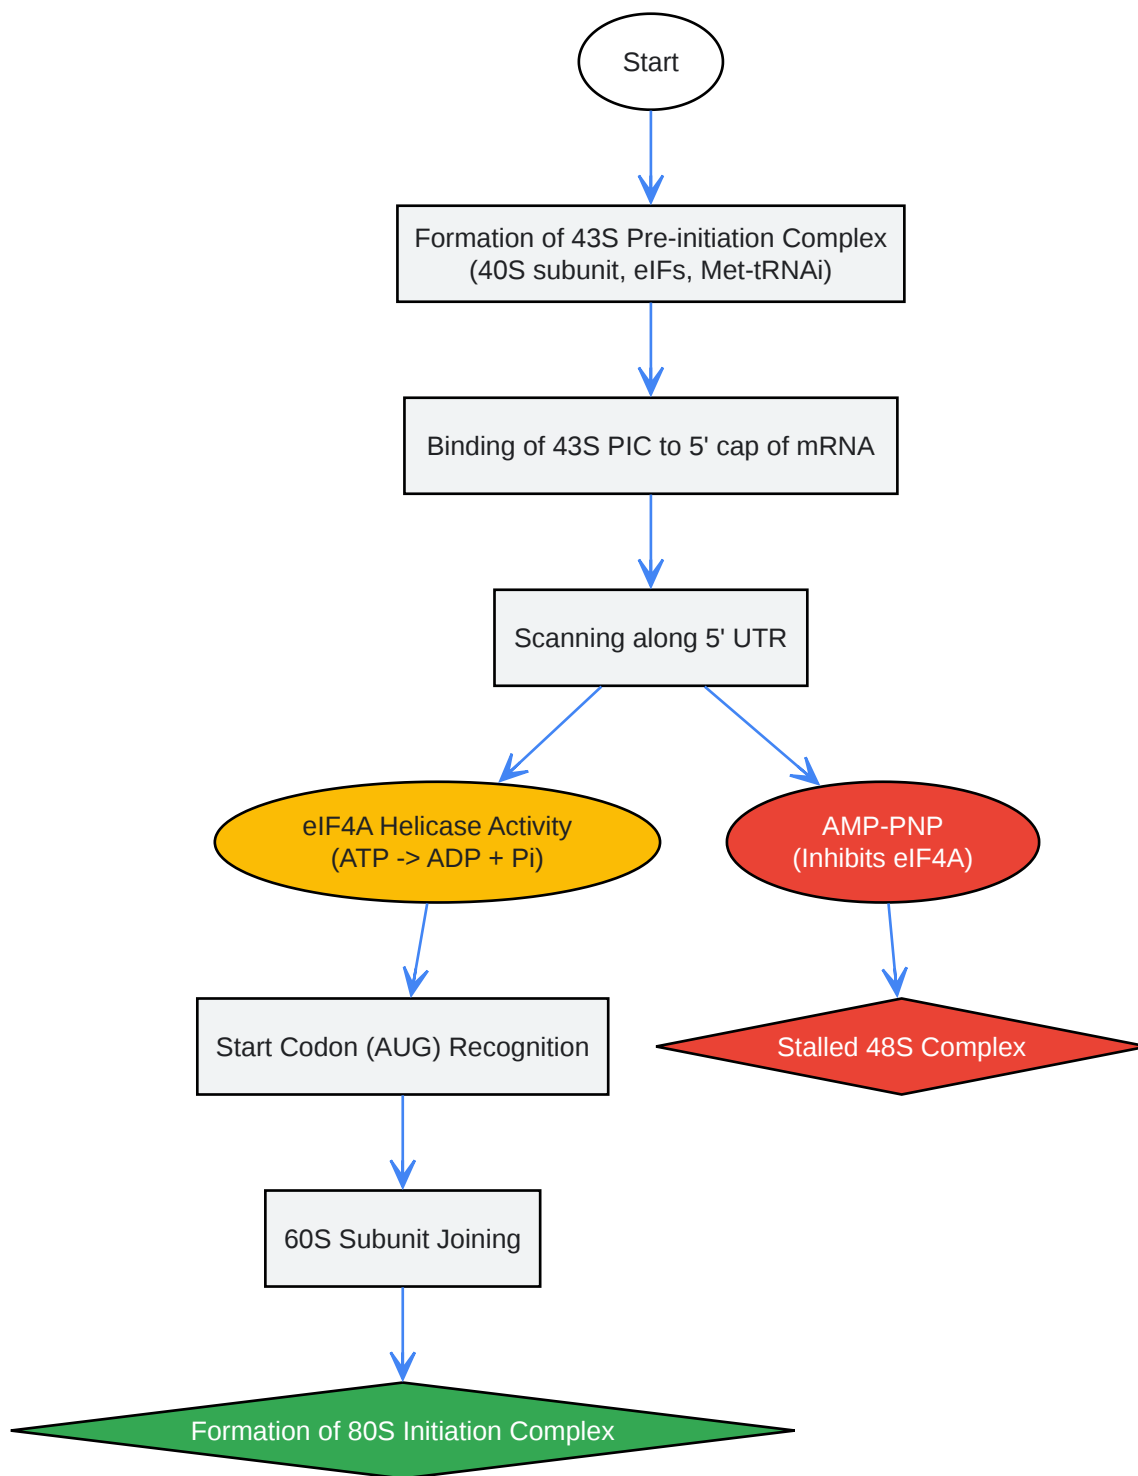 Start
Formation of 43S Pre-initiation Complex
(40S subunit, eIFs, Met-tRNAi)
Binding of 43S PIC to 5' cap of mRNA
Scanning along 5' UTR
eIF4A Helicase Activity
(ATP -> ADP + Pi)
AMP-PNP
(Inhibits eIF4A)
Start Codon (AUG) Recognition
Stalled 48S Complex
60S Subunit Joining
Formation of 80S Initiation Complex